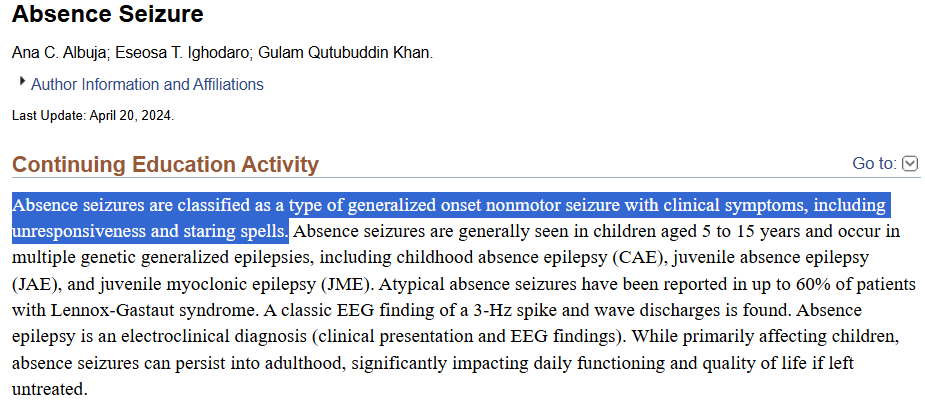 Absence Seizure
Ana C. Albuja; Eseosa T. Ighodaro; Gulam Qutubuddin Khan.
Author Information and Affiliations
Last Update: April 20, 2024.
Continuing Education Activity
Go to:
Absence seizures are classified as a type of generalized onset nonmotor seizure with clinical symptoms, including
unresponsiveness and staring spells. Absence seizures are generally seen in children aged 5 to 15 years and occur in
multiple genetic generalized epilepsies, including childhood absence epilepsy (CAE), juvenile absence epilepsy
(JAE), and juvenile myoclonic epilepsy (JME). Atypical absence seizures have been reported in up to 60% of patients
with Lennox-Gastaut syndrome. A classic EEG finding of a 3-Hz spike and wave discharges is found. Absence
epilepsy is an electroclinical diagnosis (clinical presentation and EEG findings). While primarily affecting children,
absence seizures can persist into adulthood, significantly impacting daily functioning and quality of life if left
untreated.